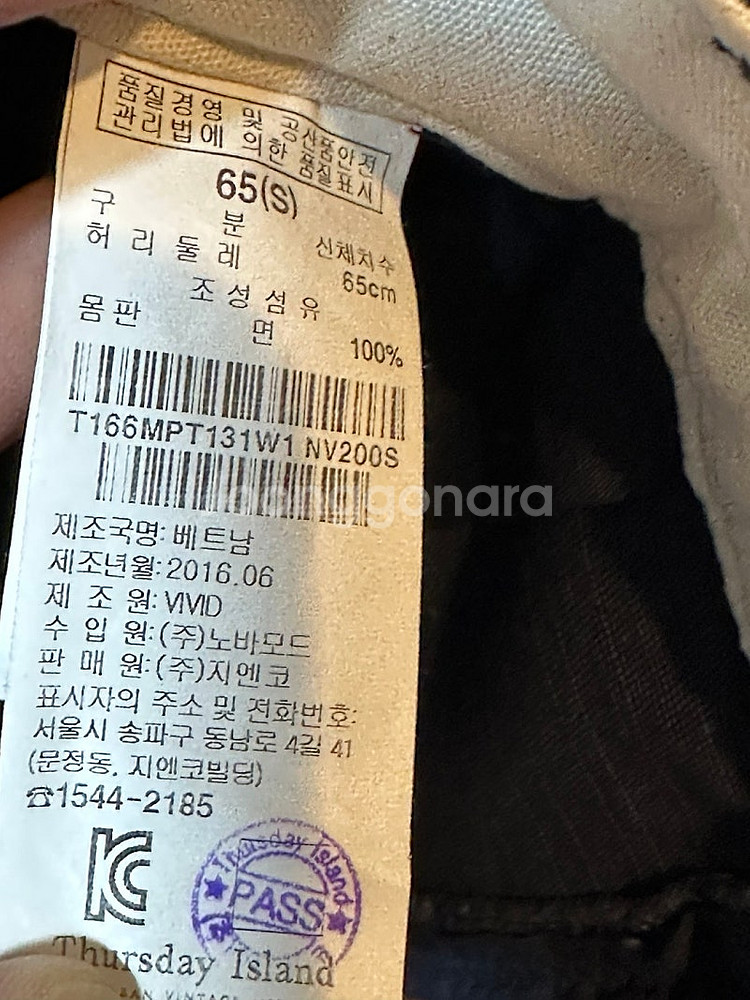 품질경영 및 공산품안전
관리법에 의한 품질표시
65(S)
구 분 신체치수
허리둘레 65cm
조성섬유
몸판 면 100%
T166MPT131W1 NV200S
제조국명: 베트남
제조년월: 2016.06
제 조 원: VIVID
수 입 원: (주)노바모드
판 매 원: (주)지엔코
표시자의 주소 및 전화번호:
서울시 송파구 동남로 4길 41
(문정동, 지엔코빌딩)
☎1544-2185
Thursday Island
PASS
Thursday Island
gonara